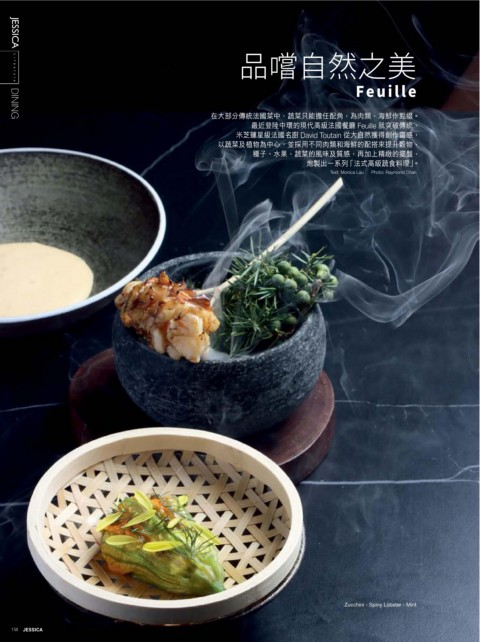 JESSICA
DINING
品嚐自然之美
Feuille
在大部分傳統法國菜中，蔬菜只能擔任配角，為肉類、海鮮作點綴。
最近登陸中環的現代高級法國餐廳 Feuille 就突破傳統，
米芝蓮星級法國名廚 David Toutain 從大自然獲得創作靈感，
以蔬菜及植物為中心，並採用不同肉類和海鮮的配搭來提升穀物、
種子、水果、蔬菜的風味及質感，再加上精緻的擺盤，
炮製出一系列「法式高級蔬食料理」。
Text: Monica Lau Photo: Raymond Chan
Zucchini · Spiny Lobster · Mint
JESSICA